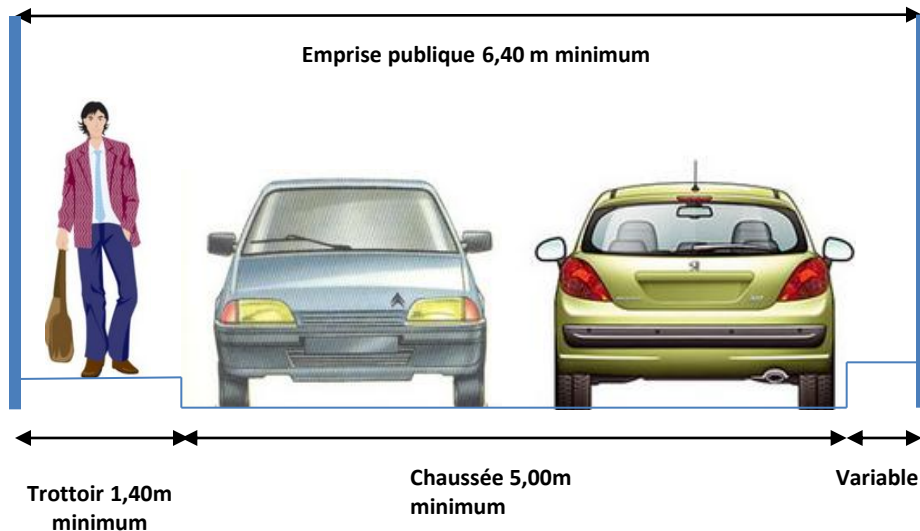 Emprise publique 6,40 m minimum
Trottoir 1,40m
minimum
Chaussée 5,00m
minimum
Variable